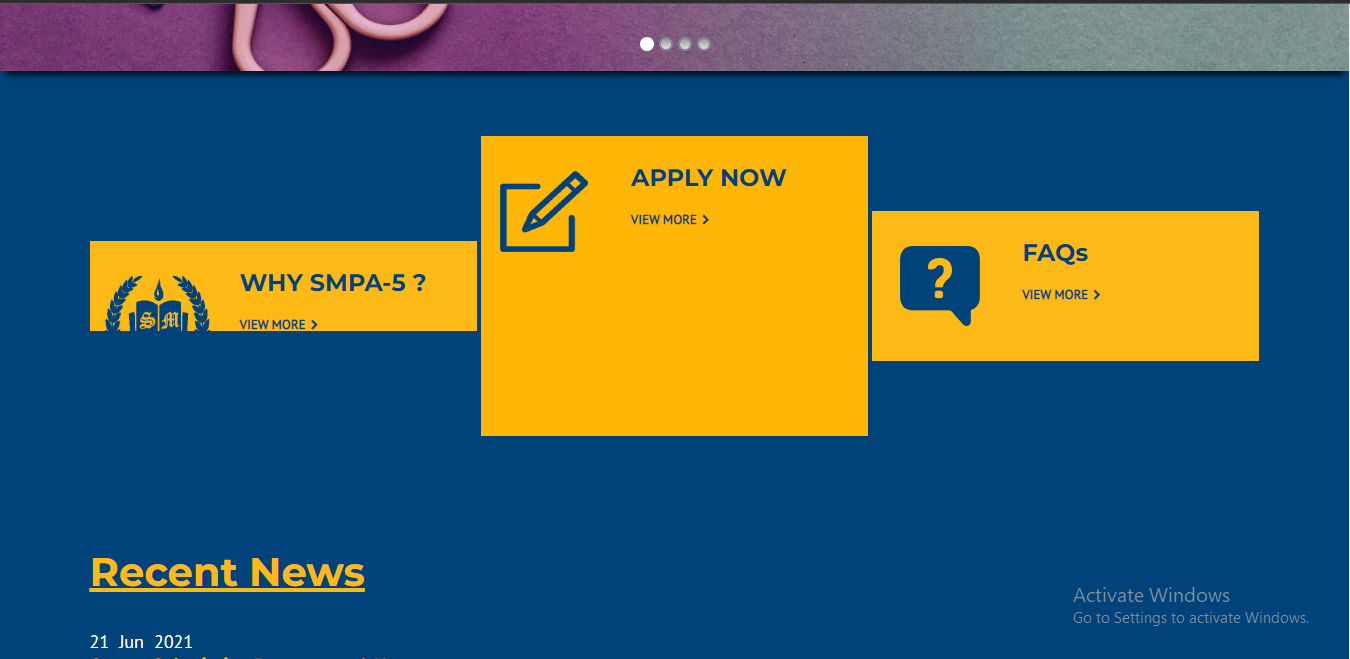 WHY SMPA-5 ?
VIEW MORE
SM
APPLY NOW
VIEW MORE
FAQs
VIEW MORE
?
Recent News
21 Jun 2021
Activate Windows
Go to Settings to activate Windows.